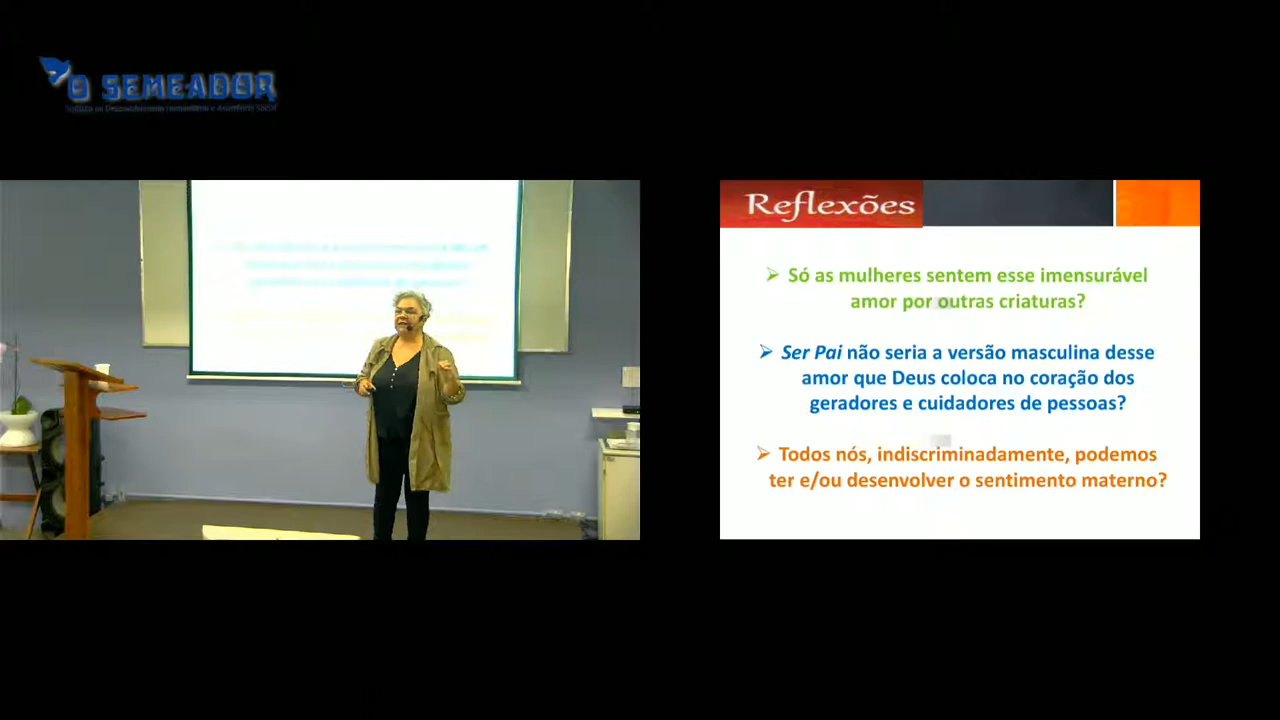 O SEMEADOR
Reflexões
➢ Só as mulheres sentem esse imensurável
amor por outras criaturas?
➢ Ser Pai não seria a versão masculina desse
amor que Deus coloca no coração dos
geradores e cuidadores de pessoas?
➢ Todos nós, indiscriminadamente, podemos
ter e/ou desenvolver o sentimento materno?